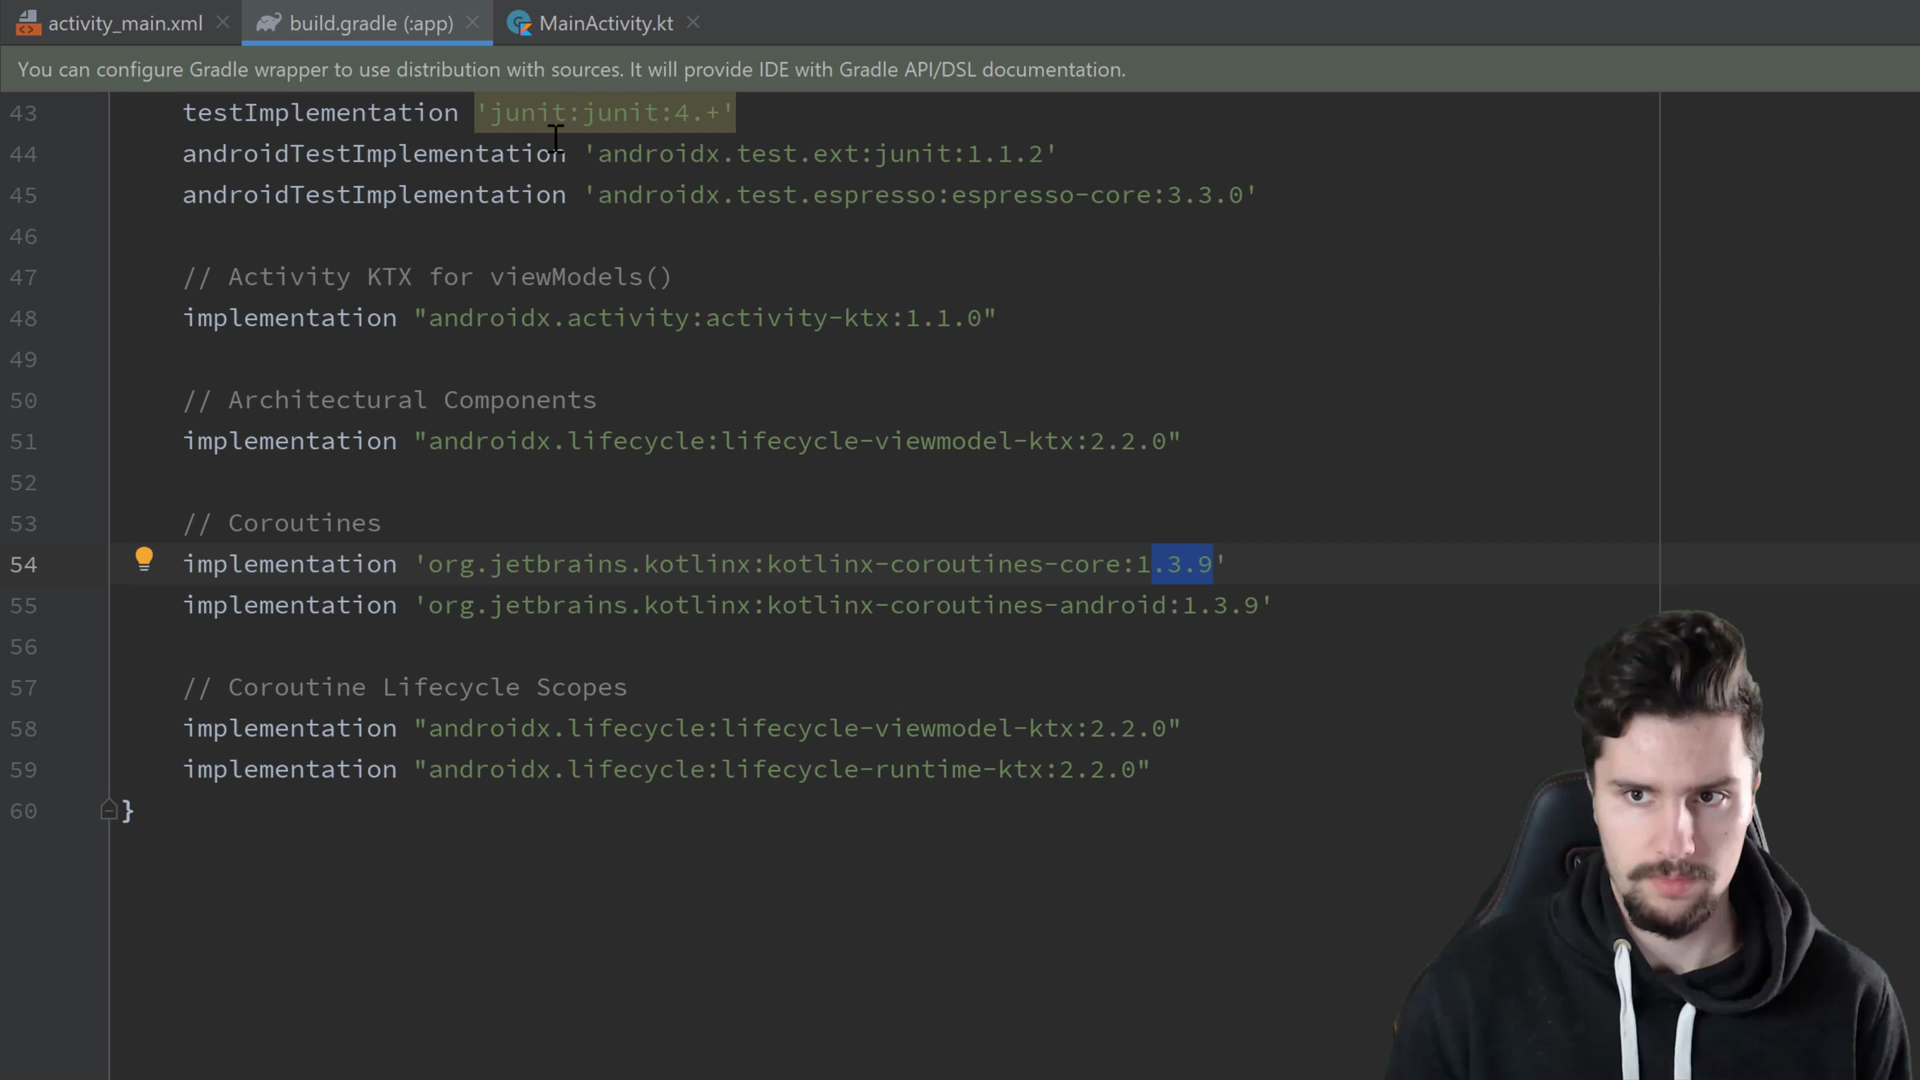 activity_main.xml build.gradle (:app) MainActivity.kt
You can configure Gradle wrapper to use distribution with sources. It will provide IDE with Gradle API/DSL documentation.
43 testImplementation 'junit:junit:4.+'
44 androidTestImplementation 'androidx.test.ext:junit:1.1.2'
45 androidTestImplementation 'androidx.test.espresso:espresso-core:3.3.0'
46
47 // Activity KTX for viewModels()
48 implementation "androidx.activity:activity-ktx:1.1.0"
49
50 // Architectural Components
51 implementation "androidx.lifecycle:lifecycle-viewmodel-ktx:2.2.0"
52
53 // Coroutines
54 implementation 'org.jetbrains.kotlinx:kotlinx-coroutines-core:1.3.9'
55 implementation 'org.jetbrains.kotlinx:kotlinx-coroutines-android:1.3.9'
56
57 // Coroutine Lifecycle Scopes
58 implementation "androidx.lifecycle:lifecycle-viewmodel-ktx:2.2.0"
59 implementation "androidx.lifecycle:lifecycle-runtime-ktx:2.2.0"
60 }